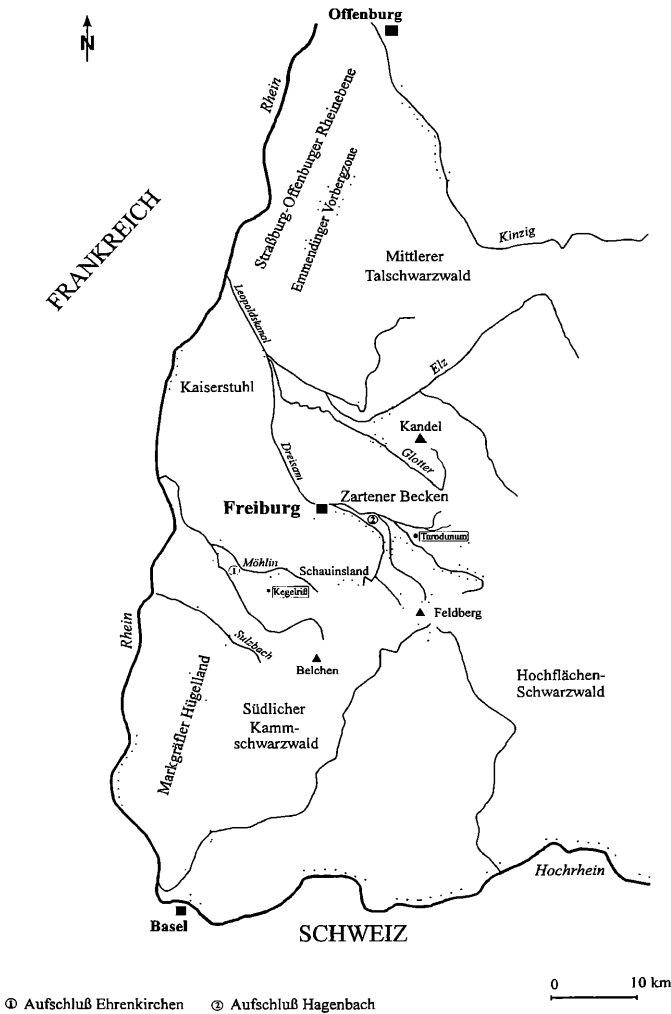 Offenburg
N
Rhein
Straßburg-Offenburger Rheinebene
Emmendinger Vorbergzone
FRANKREICH
Kinzig
Mittlerer
Talschwarzwald
Leopoldskanal
Elz
Kaiserstuhl
Kandel
Glotter
Dreisam
Zartener Becken
Freiburg
②
Tarodunum
Möhlin
①
Schauinsland
Kegelriß
Feldberg
Rhein
Sulzbach
Belchen
Hochflächen-
Schwarzwald
Markgräfler Hügelland
Südlicher
Kamm-
schwarzwald
Hochrhein
Basel
SCHWEIZ
0 10 km
① Aufschluß Ehrenkirchen ② Aufschluß Hagenbach